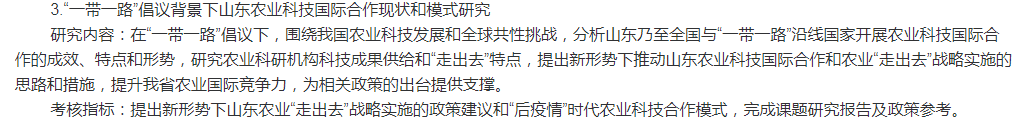 3.“一带一路”倡议背景下山东农业科技国际合作现状和模式研究
研究内容：在“一带一路”倡议下，围绕我国农业科技发展和全球共性挑战，分析山东乃至全国与“一带一路”沿线国家开展农业科技国际合
作的成效、特点和形势，研究农业科研机构科技成果供给和“走出去”特点，提出新形势下推动山东农业科技国际合作和农业“走出去”战略实施的
思路和措施，提升我省农业国际竞争力，为相关政策的出台提供支撑。
考核指标：提出新形势下山东农业“走出去”战略实施的政策建议和“后疫情”时代农业科技合作模式，完成课题研究报告及政策参考。